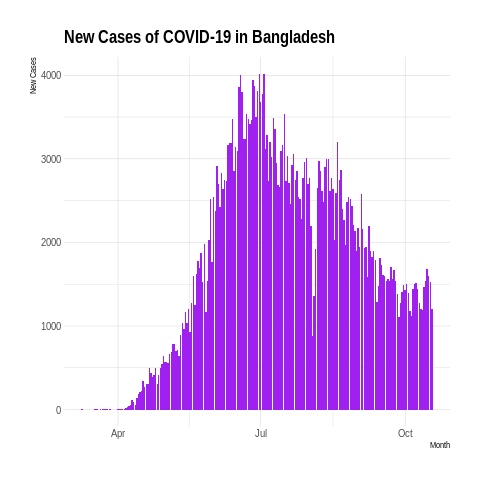 New Cases of COVID-19 in Bangladesh
New Cases
4000
3000
2000
1000
0
Apr
Jul
Oct
Month